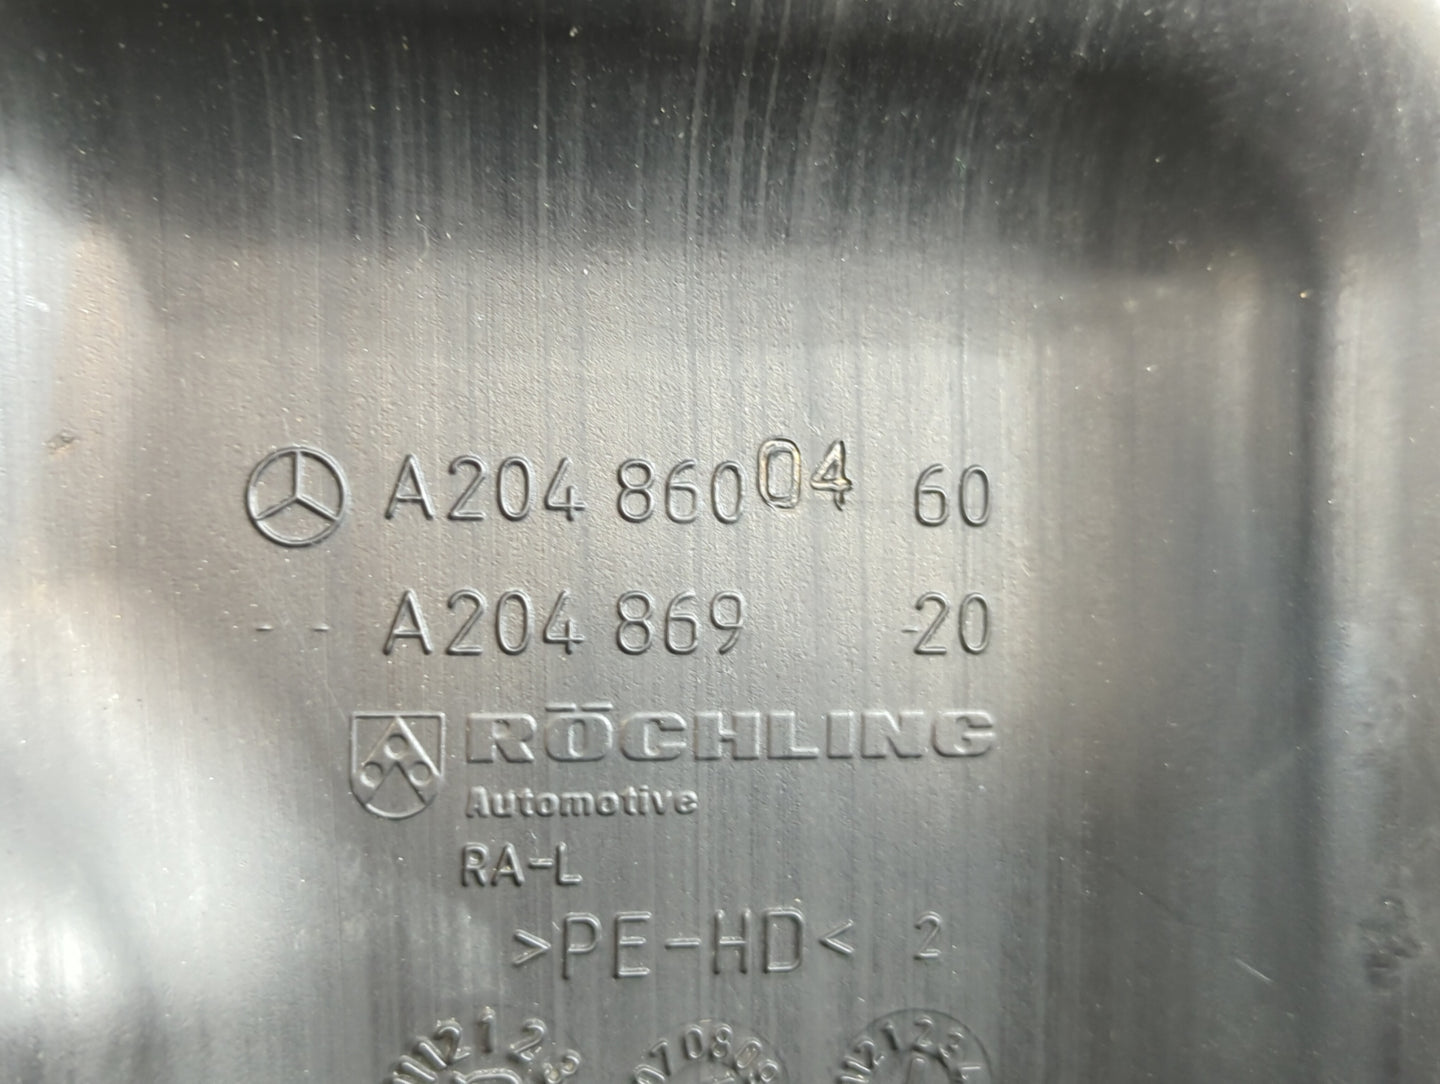 A204 860 04 60
A204 869 20
RÖCHLING
Automotive
RA-L
>PE-HD< 2